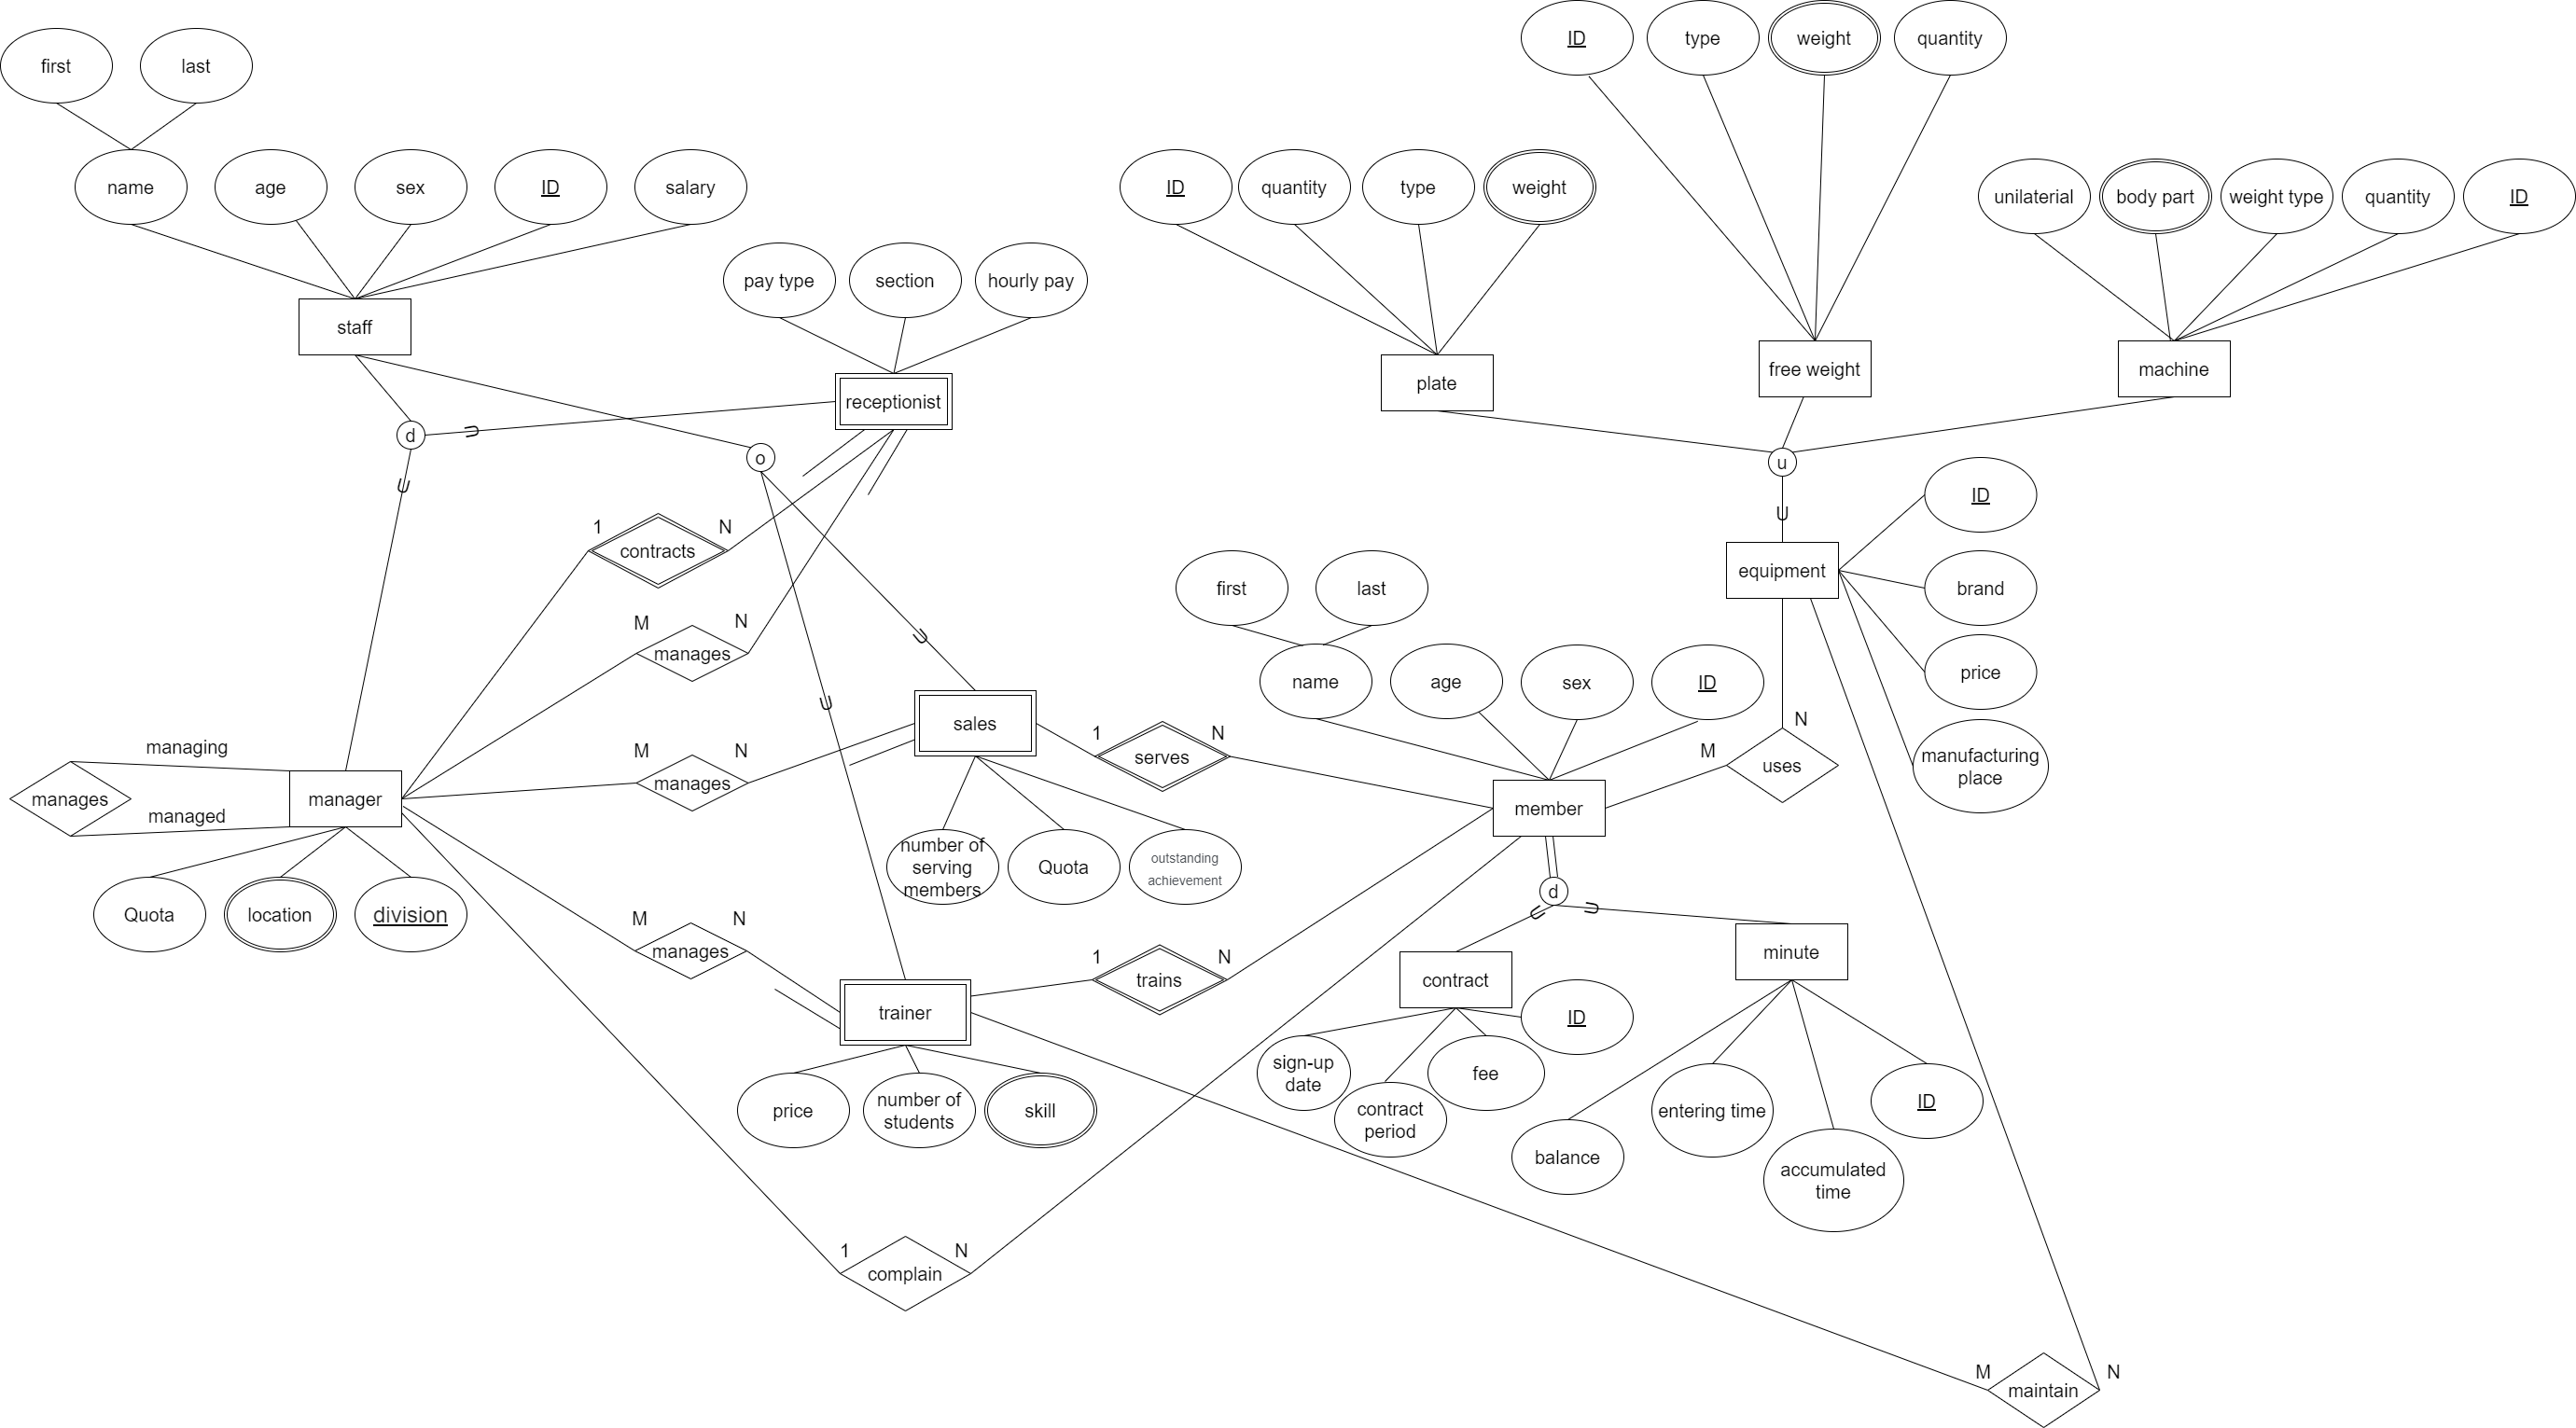 ID
type
weight
quantity
first
last
name
age
sex
ID
salary
ID
quantity
type
weight
unilaterial
body part
weight type
quantity
ID
pay type
section
hourly pay
staff
receptionist
plate
free weight
machine
d
o
u
U
U
U
ID
1
N
contracts
equipment
first
last
brand
M
N
manages
U
name
age
sex
ID
price
U
sales
managing
M
N
manages
1
N
serves
M
N
uses
manufacturing
place
manages
manager
managed
member
number of
serving
members
Quota
outstanding
achievement
d
U
U
Quota
location
division
M
N
manages
1
N
trains
contract
minute
trainer
ID
sign-up
date
fee
contract
period
price
number of
students
skill
entering time
ID
balance
accumulated
time
1
N
complain
M
N
maintain